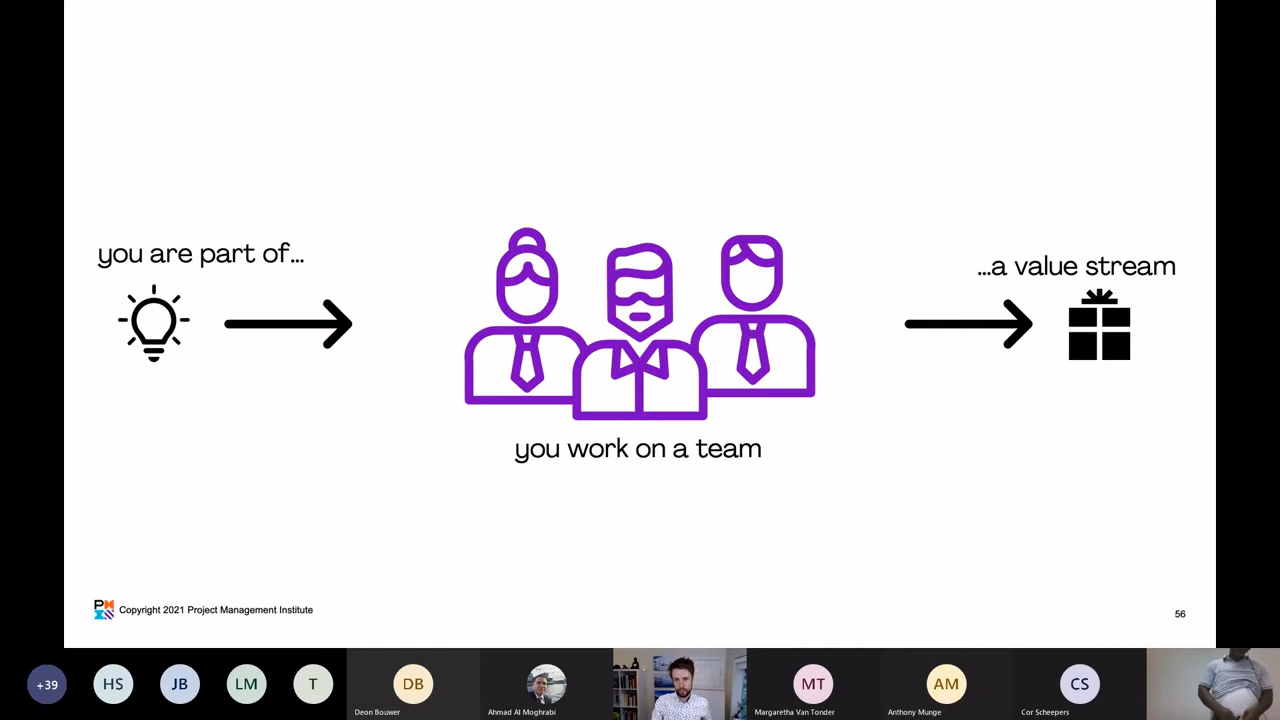 you are part of...
...a value stream
you work on a team
PM
Copyright 2021 Project Management Institute
56
+39
HS
JB
LM
T
DB
MT
AM
CS
Deon Bouwer
Ahmad Al Moghrabi
Margaretha Van Tonder
Anthony Munge
Cor Scheepers